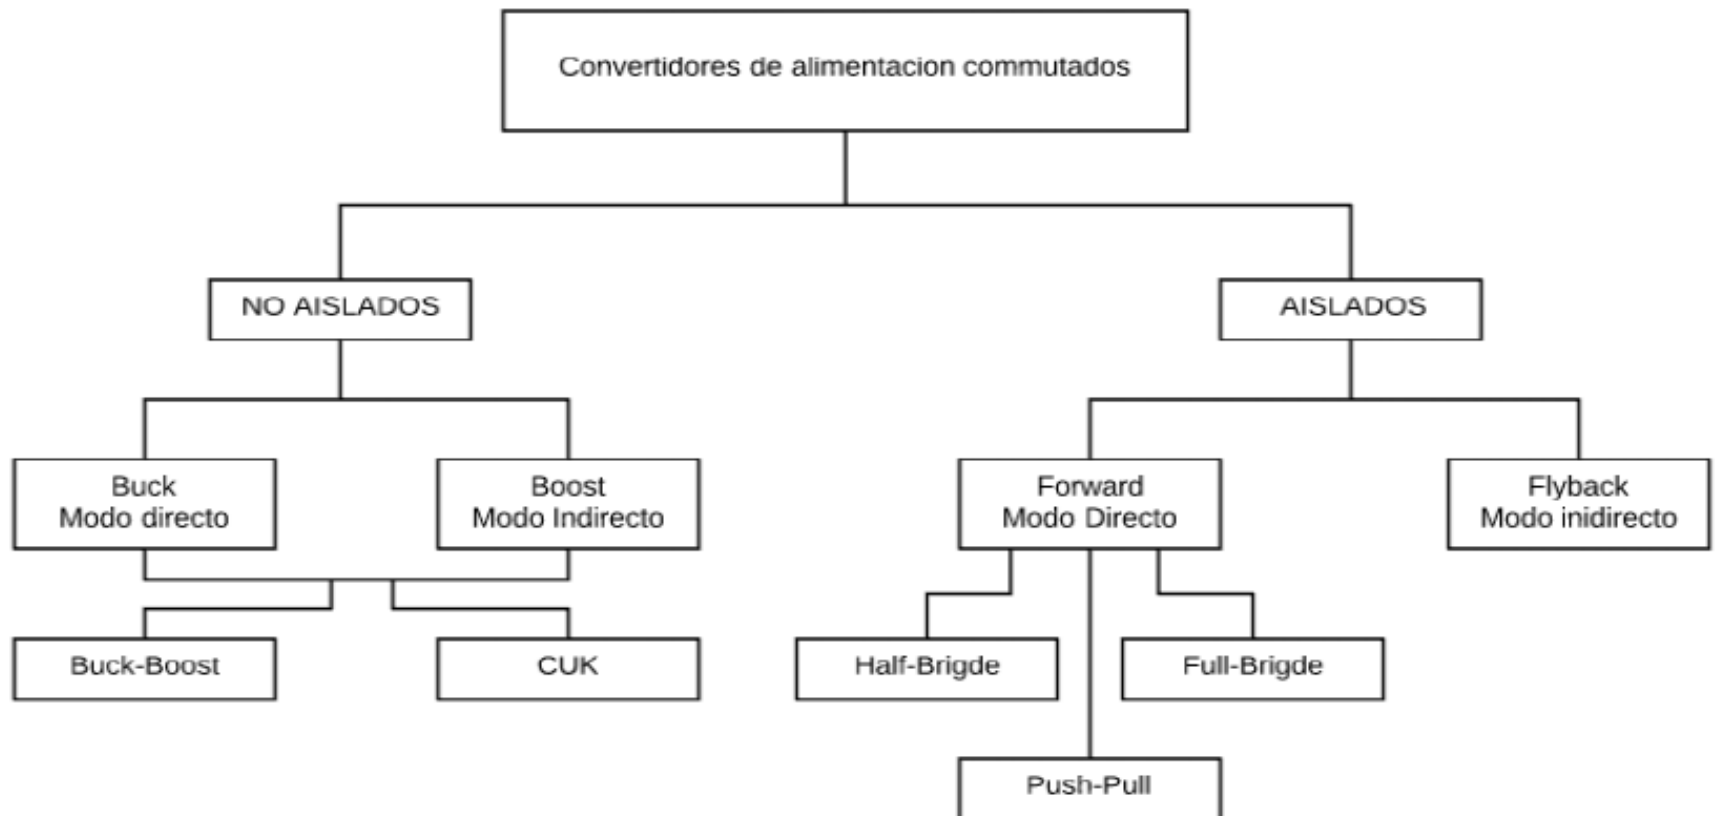 Convertidores de alimentacion commutados
NO AISLADOS
AISLADOS
Buck
Modo directo
Boost
Modo Indirecto
Forward
Modo Directo
Flyback
Modo inidirecto
Buck-Boost
CUK
Half-Brigde
Full-Brigde
Push-Pull